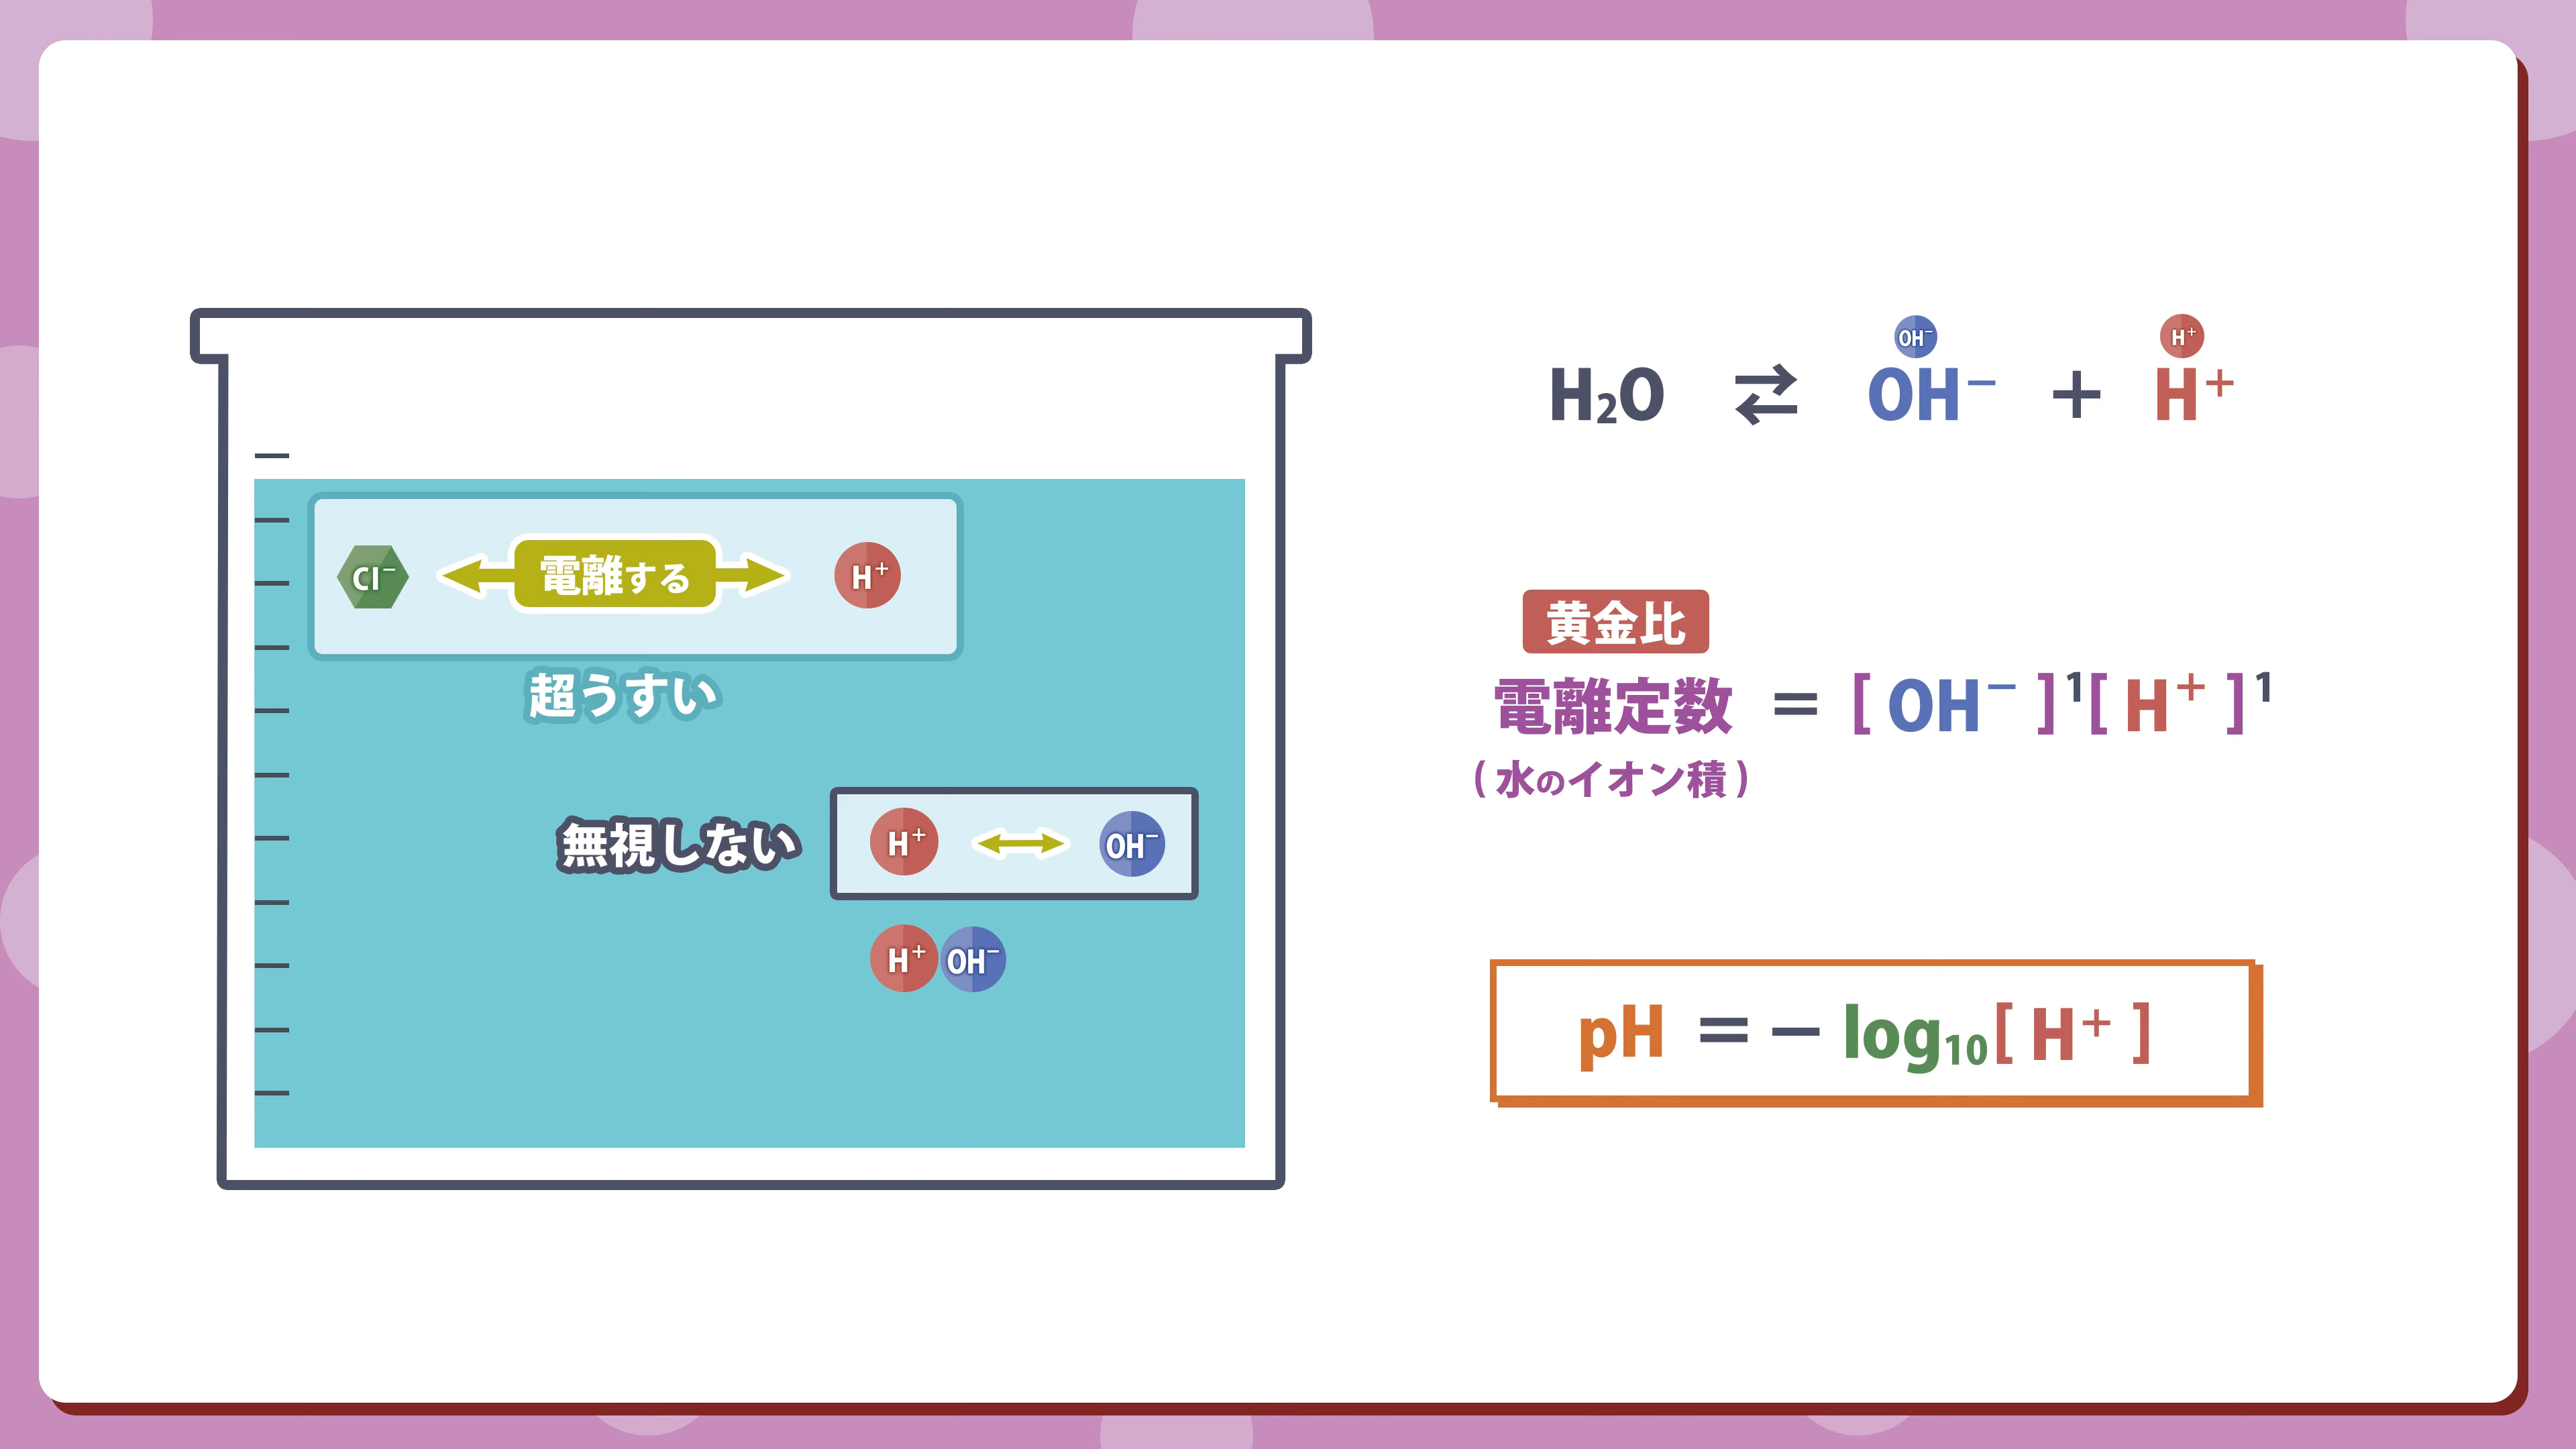 Cl⁻ 電離する H⁺
超うすい
無視しない H⁺ OH⁻
H⁺ OH⁻
OH⁻ H⁺
H₂O ⇄ OH⁻ + H⁺
黄金比
電離定数 = [ OH⁻ ]¹[ H⁺ ]¹
( 水のイオン積 )
pH = − log₁₀[ H⁺ ]